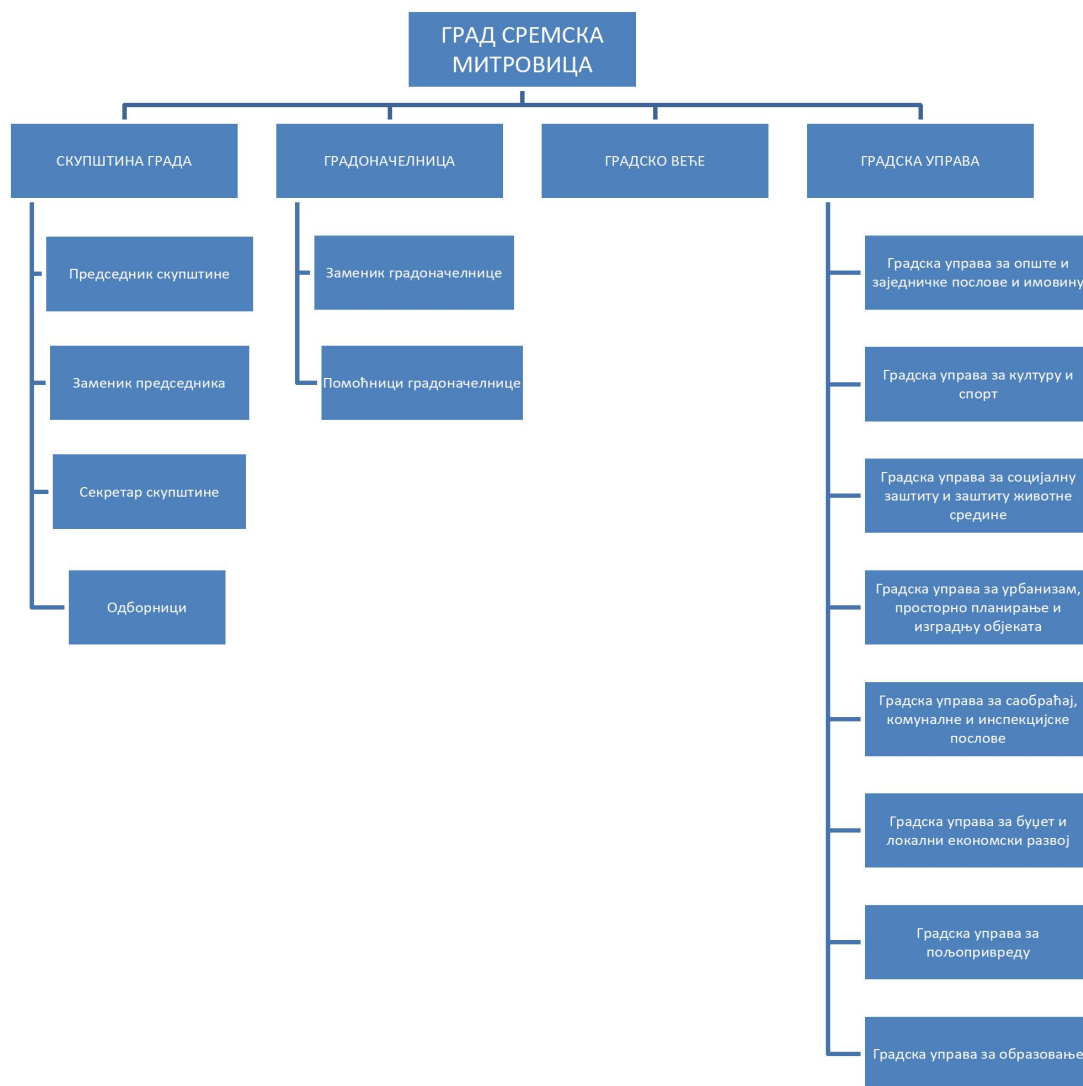 ГРАД СРЕМСКА
МИТРОВИЦА
СКУПШТИНА ГРАДА
ГРАДОНАЧЕЛНИЦА
ГРАДСКО ВЕЋЕ
ГРАДСКА УПРАВА
Председник скупштине
Заменик председника
Секретар скупштине
Одборници
Заменик градоначелнице
Помоћници градоначелнице
Градска управа за опште и
заједничке послове и имовину
Градска управа за културу и
спорт
Градска управа за социјалну
заштиту и заштиту животне
средине
Градска управа за урбанизам,
просторно планирање и
изградњу објеката
Градска управа за саобраћај,
комуналне и инспекцијске
послове
Градска управа за буџет и
локални економски развој
Градска управа за
пољопривреду
Градска управа за образовање